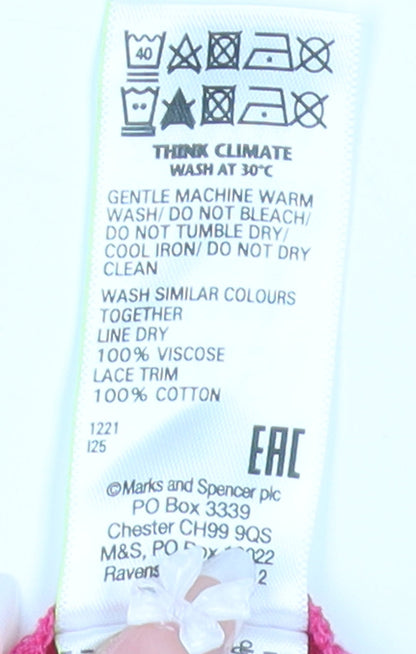 40
THINK CLIMATE
WASH AT 30°C
GENTLE MACHINE WARM
WASH/ DO NOT BLEACH/
DO NOT TUMBLE DRY/
COOL IRON/ DO NOT DRY
CLEAN
WASH SIMILAR COLOURS
TOGETHER
LINE DRY
100% VISCOSE
LACE TRIM
100% COTTON
1221
I25
EAC
©Marks and Spencer plc
PO Box 3339
Chester CH99 9QS
M&S, PO
2